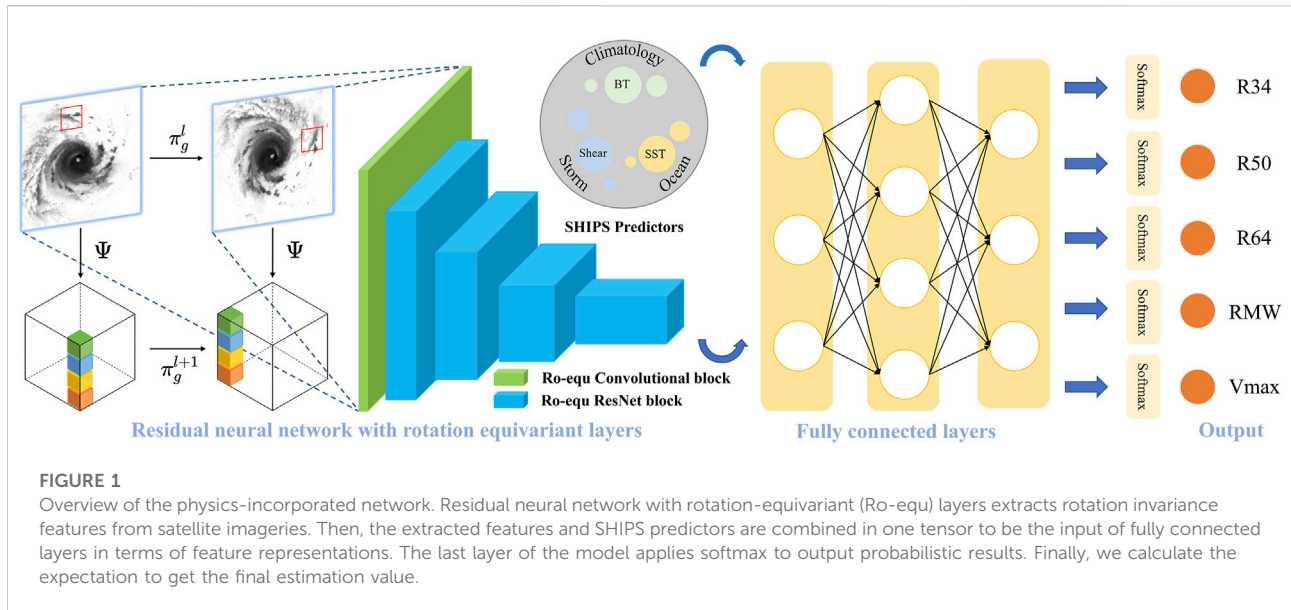 Climatology
BT
Shear
SST
Storm
Ocean
SHIPS Predictors
π_g^l
Ψ
Ψ
π_g^{l+1}
Ro-equ Convolutional block
Ro-equ ResNet block
Residual neural network with rotation equivariant layers
Fully connected layers
Softmax
R34
Softmax
R50
Softmax
R64
Softmax
RMW
Softmax
Vmax
Output
FIGURE 1
Overview of the physics-incorporated network. Residual neural network with rotation-equivariant (Ro-equ) layers extracts rotation invariance
features from satellite imageries. Then, the extracted features and SHIPS predictors are combined in one tensor to be the input of fully connected
layers in terms of feature representations. The last layer of the model applies softmax to output probabilistic results. Finally, we calculate the
expectation to get the final estimation value.